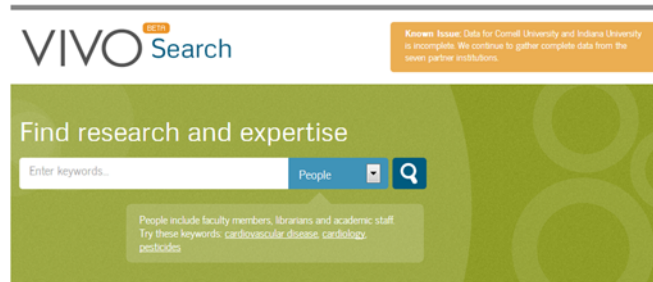 VIVO BETA Search
Known Issue: Data for Cornell University and Indiana University
is incomplete. We continue to gather complete data from the
seven partner institutions.
Find research and expertise
Enter keywords...
People
People include faculty members, librarians and academic staff.
Try these keywords: cardiovascular disease, cardiology,
pesticides